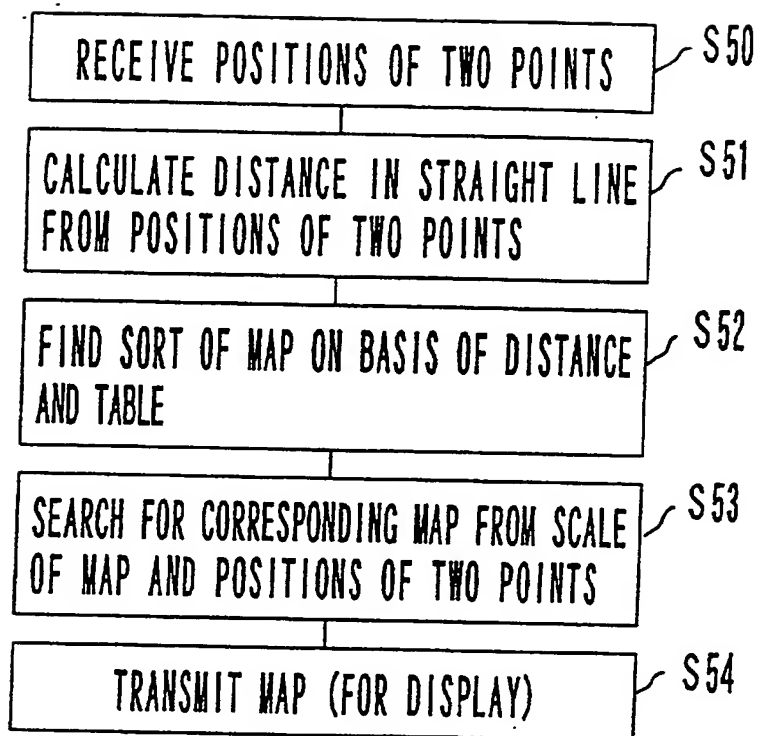 RECEIVE POSITIONS OF TWO POINTS S50
CALCULATE DISTANCE IN STRAIGHT LINE S51
FROM POSITIONS OF TWO POINTS
FIND SORT OF MAP ON BASIS OF DISTANCE S52
AND TABLE
SEARCH FOR CORRESPONDING MAP FROM SCALE S53
OF MAP AND POSITIONS OF TWO POINTS
TRANSMIT MAP (FOR DISPLAY) S54